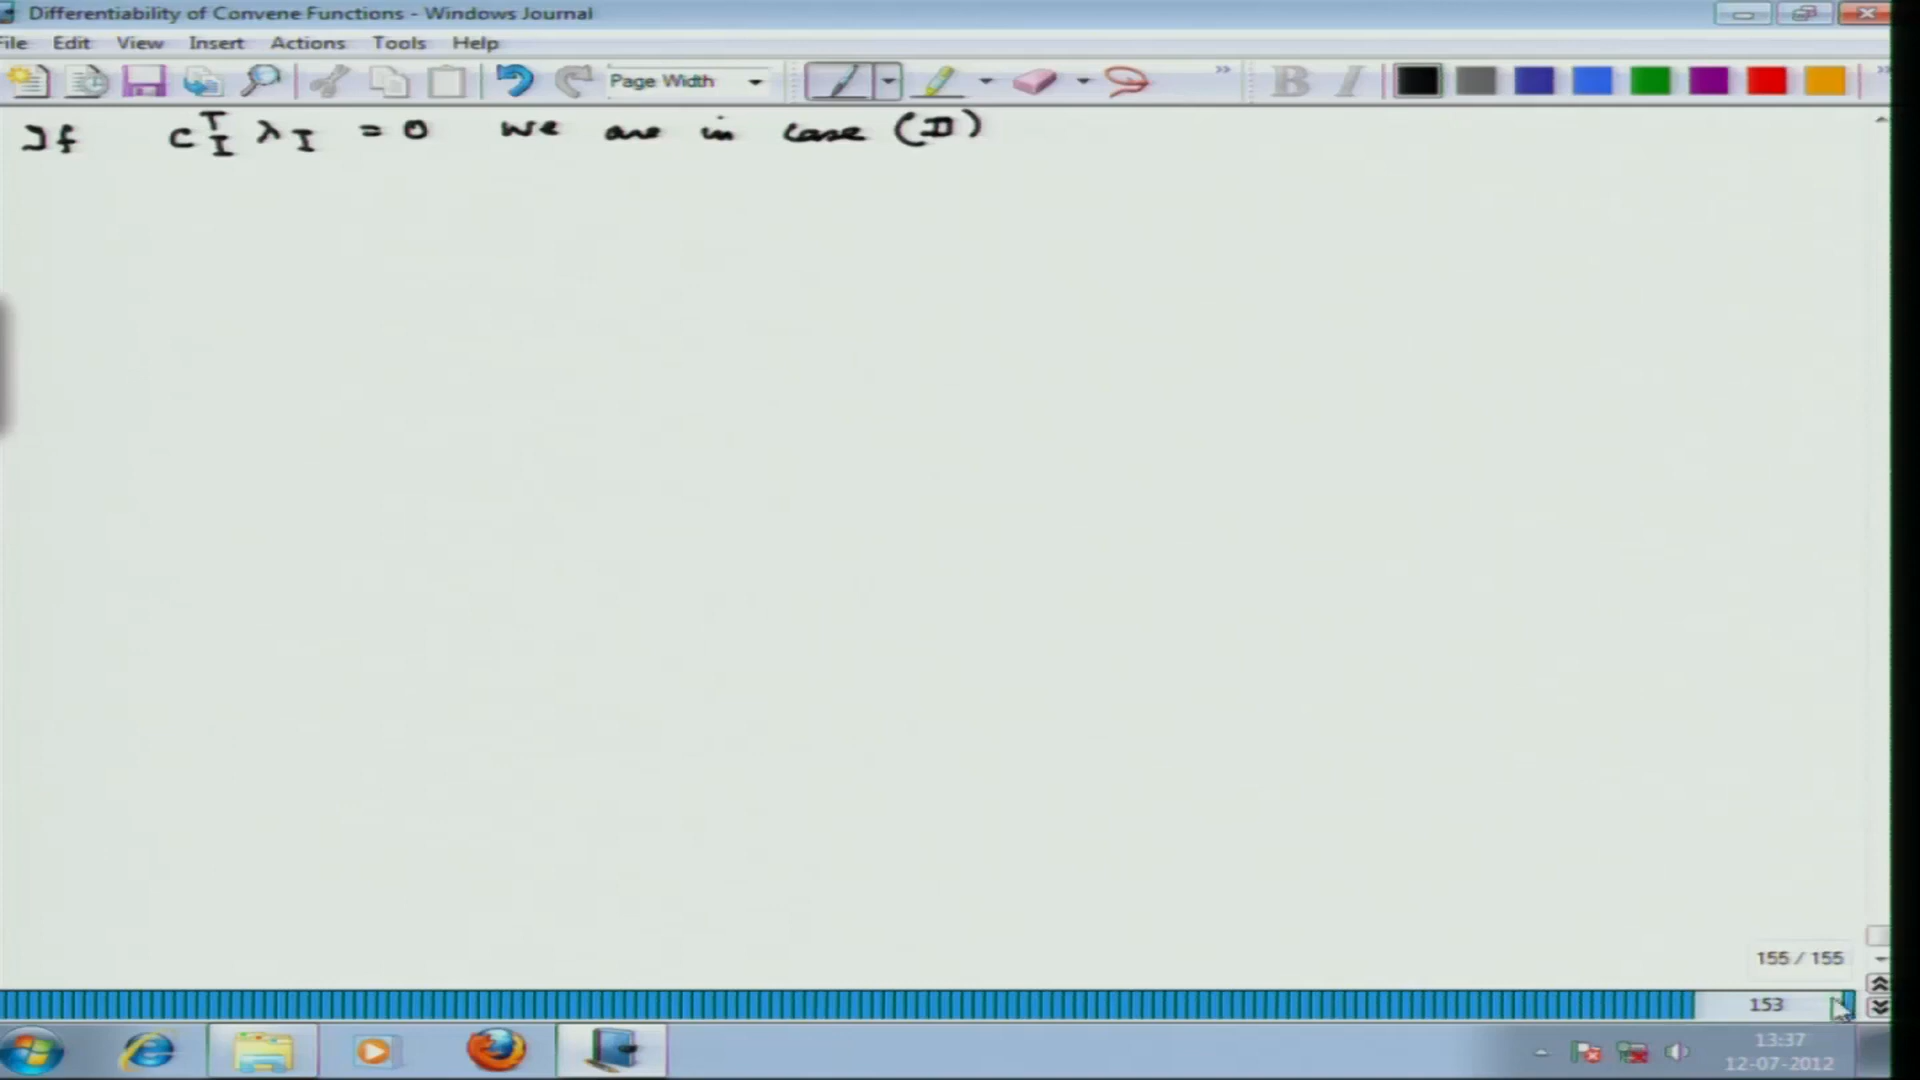 Differentiability of Convene Functions - Windows Journal
File Edit View Insert Actions Tools Help
Page Width
B I
If C_I^T λ_I = 0 we are in case (II)
155 / 155
153
13:37
12-07-2012